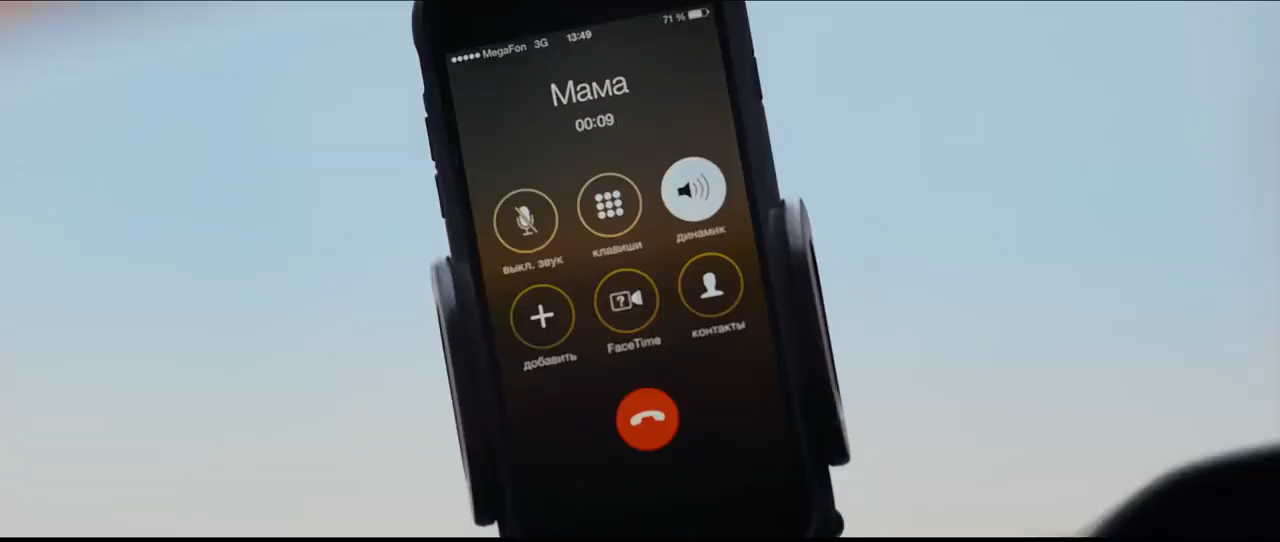 MegaFon 3G 13:49 71 %
Мама
00:09
выкл. звук клавиши динамик
добавить FaceTime контакты